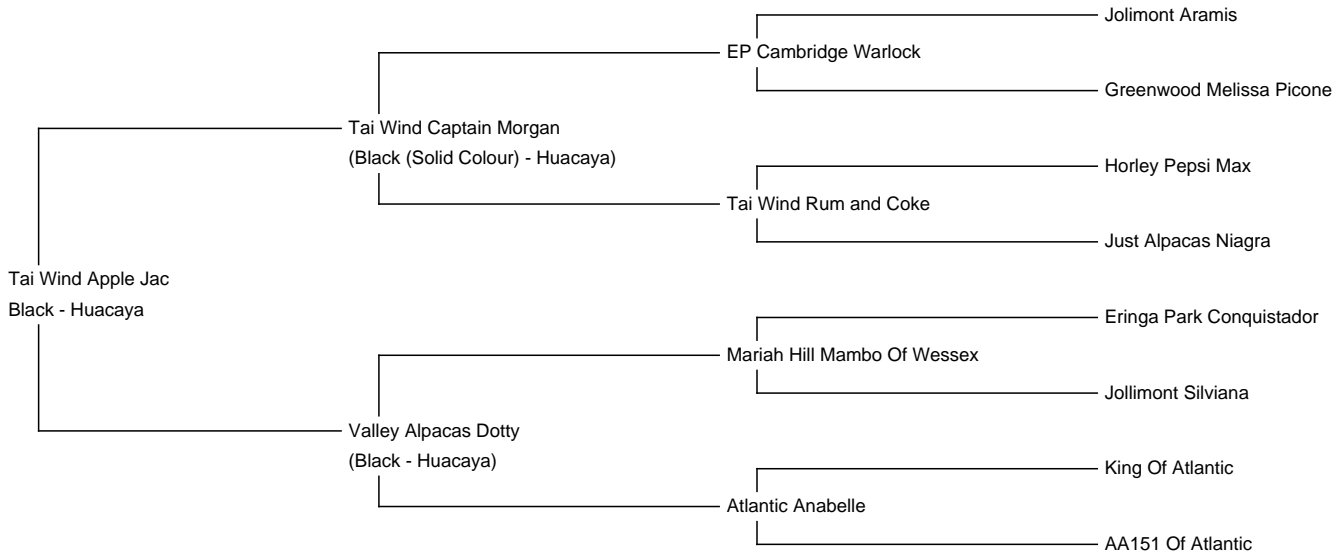 Jolimont Aramis
EP Cambridge Warlock
Greenwood Melissa Picone
Tai Wind Captain Morgan
(Black (Solid Colour) - Huacaya)
Horley Pepsi Max
Tai Wind Rum and Coke
Just Alpacas Niagra
Tai Wind Apple Jac
Black - Huacaya
Eringa Park Conquistador
Mariah Hill Mambo Of Wessex
Jollimont Silviana
Valley Alpacas Dotty
(Black - Huacaya)
King Of Atlantic
Atlantic Anabelle
AA151 Of Atlantic